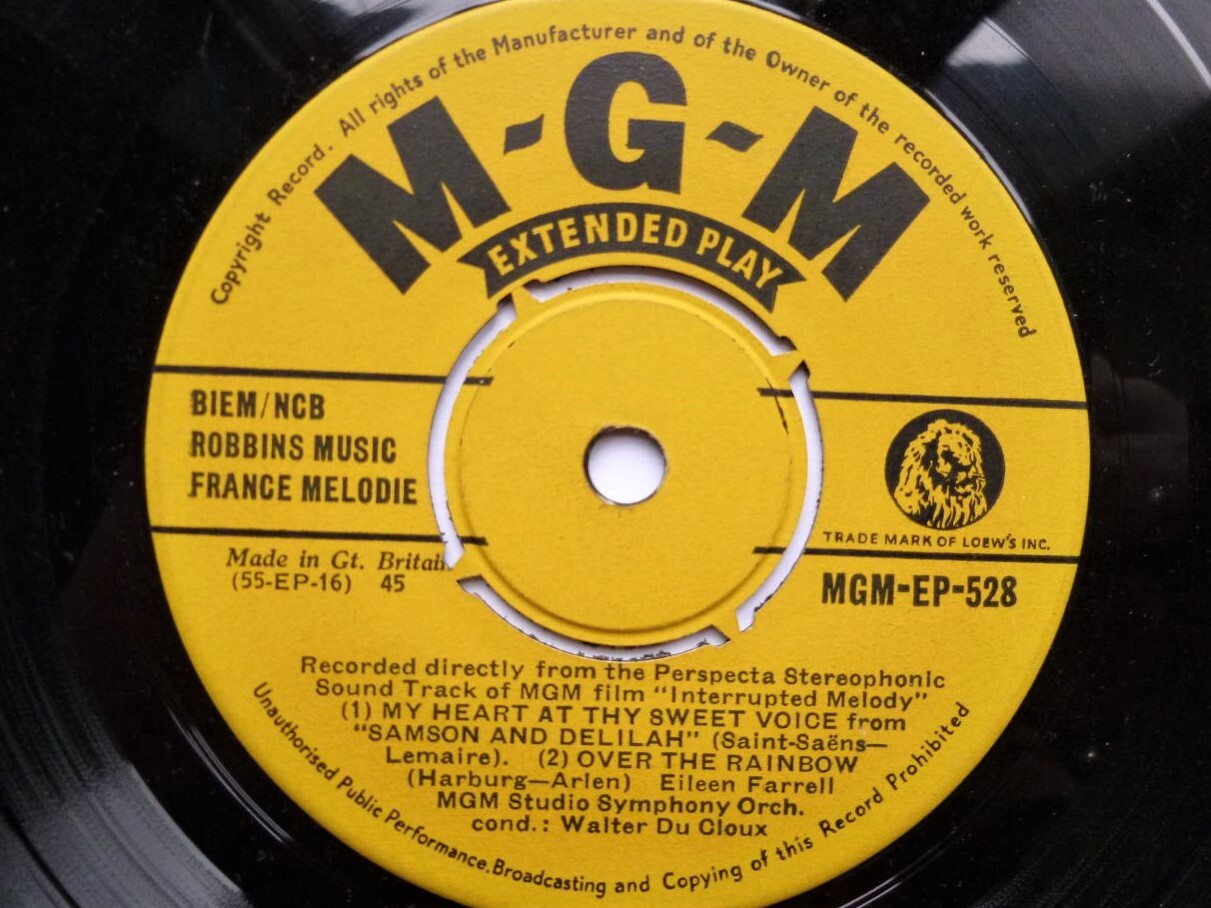 Copyright Record. All rights of the Manufacturer and of the Owner of the recorded work reserved
M-G-M
EXTENDED PLAY
BIEM/NCB
ROBBINS MUSIC
FRANCE MELODIE
TRADE MARK OF LOEW'S INC.
Made in Gt. Britain
(55-EP-16) 45
MGM-EP-528
Recorded directly from the Perspecta Stereophonic
Sound Track of MGM film "Interrupted Melody"
(1) MY HEART AT THY SWEET VOICE from
"SAMSON AND DELILAH" (Saint-Saëns—
Lemaire). (2) OVER THE RAINBOW
(Harburg—Arlen) Eileen Farrell
MGM Studio Symphony Orch.
cond.: Walter Du Cloux
Unauthorised Public Performance, Broadcasting and Copying of this Record Prohibited